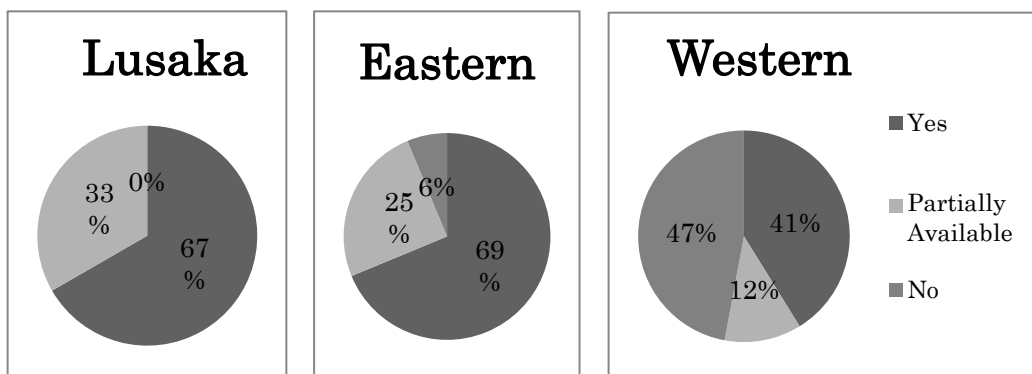 Lusaka
33
%
0%
67
%
Eastern
25
%
6%
69
%
Western
47%
41%
12%
Yes
Partially
Available
No